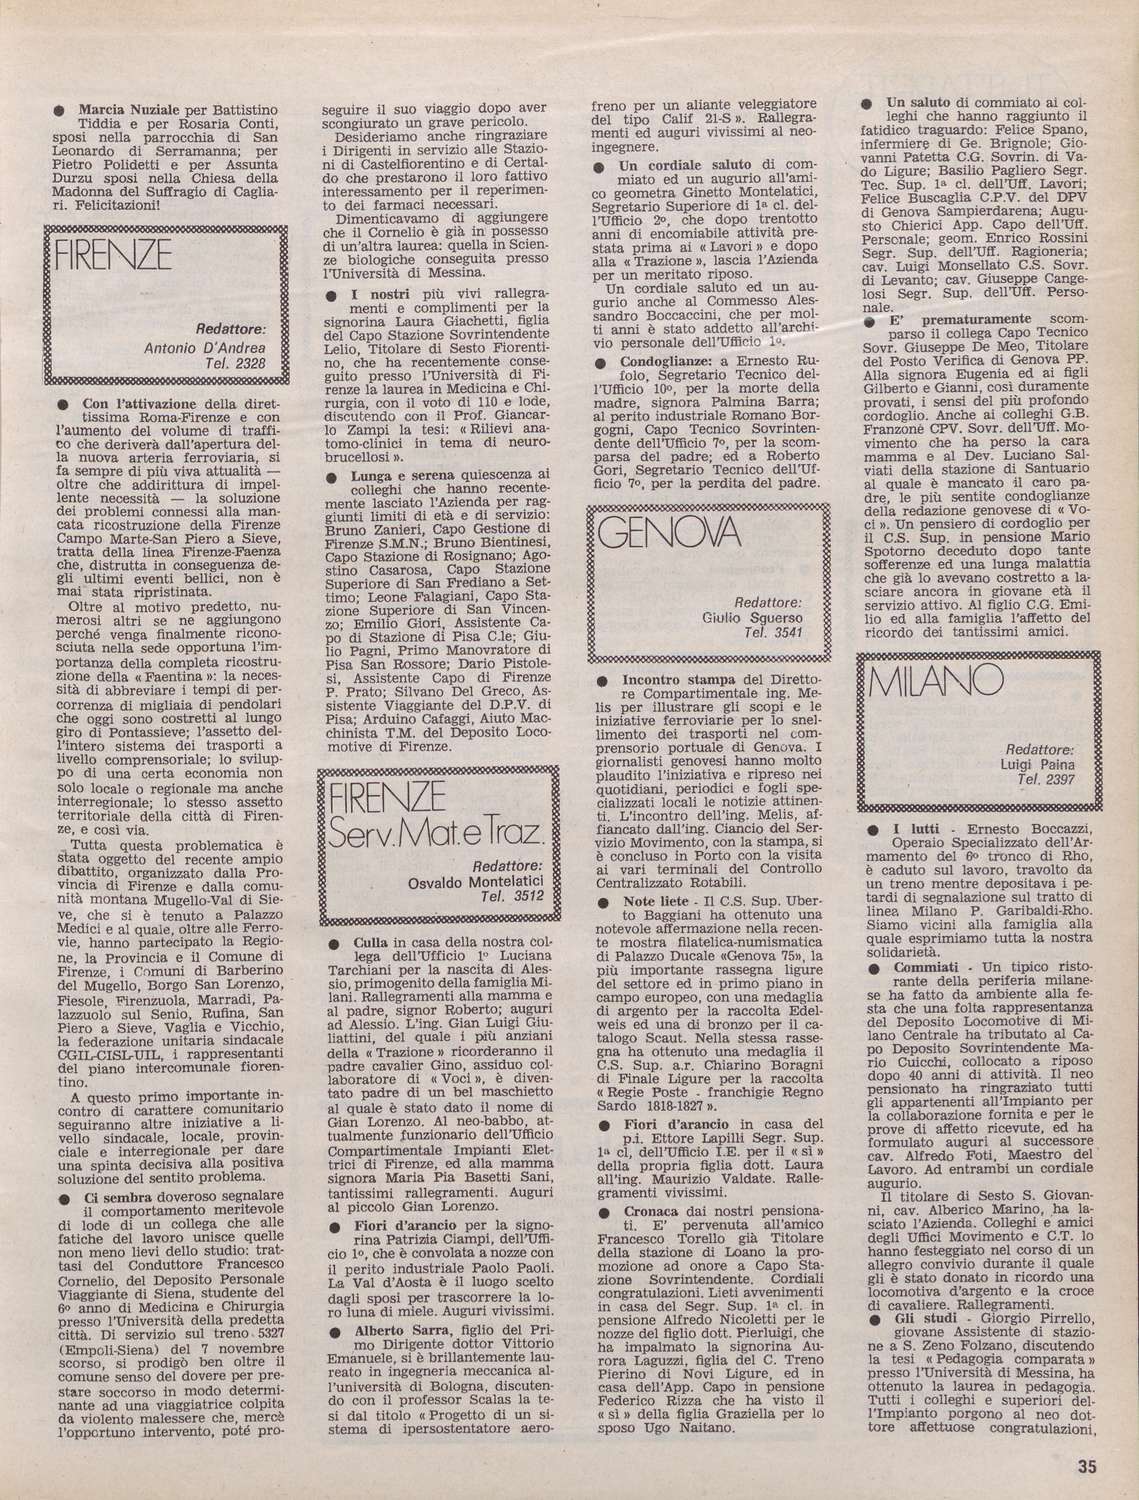 ● Marcia Nuziale per Battistino
Tiddia e per Rosaria Conti,
sposi nella parrocchia di San
Leonardo di Serramanna; per
Pietro Polidetti e per Assunta
Durzu sposi nella Chiesa della
Madonna del Suffragio di Caglia-
ri. Felicitazioni!
FIRENZE
Redattore:
Antonio D'Andrea
Tel. 2328
● Con l'attivazione della diret-
tissima Roma-Firenze e con
l'aumento del volume di traffi-
co che deriverà dall'apertura del-
la nuova arteria ferroviaria, si
fa sempre di più viva attualità —
oltre che addirittura di impel-
lente necessità — la soluzione
dei problemi connessi alla man-
cata ricostruzione della Firenze
Campo Marte-San Piero a Sieve,
tratta della linea Firenze-Faenza
che, distrutta in conseguenza de-
gli ultimi eventi bellici, non è
mai stata ripristinata.
Oltre al motivo predetto, nu-
merosi altri se ne aggiungono
perché venga finalmente ricono-
sciuta nella sede opportuna l'im-
portanza della completa ricostru-
zione della « Faentina »: la neces-
sità di abbreviare i tempi di per-
correnza di migliaia di pendolari
che oggi sono costretti al lungo
giro di Pontassieve; l'assetto del-
l'intero sistema dei trasporti a
livello comprensoriale; lo svilup-
po di una certa economia non
solo locale o regionale ma anche
interregionale; lo stesso assetto
territoriale della città di Firen-
ze, e così via.
Tutta questa problematica è
stata oggetto del recente ampio
dibattito, organizzato dalla Pro-
vincia di Firenze e dalla comu-
nità montana Mugello-Val di Sie-
ve, che si è tenuto a Palazzo
Medici e al quale, oltre alle Ferro-
vie, hanno partecipato la Regio-
ne, la Provincia e il Comune di
Firenze, i Comuni di Barberino
del Mugello, Borgo San Lorenzo,
Fiesole, Firenzuola, Marradi, Pa-
lazzuolo sul Senio, Rufina, San
Piero a Sieve, Vaglia e Vicchio,
la federazione unitaria sindacale
CGIL-CISL-UIL, i rappresentanti
del piano intercomunale fioren-
tino.
A questo primo importante in-
contro di carattere comunitario
seguiranno altre iniziative a li-
vello sindacale, locale, provin-
ciale e interregionale per dare
una spinta decisiva alla positiva
soluzione del sentito problema.
● Ci sembra doveroso segnalare
il comportamento meritevole
di lode di un collega che alle
fatiche del lavoro unisce quelle
non meno lievi dello studio: trat-
tasi del Conduttore Francesco
Cornelio, del Deposito Personale
Viaggiante di Siena, studente del
6º anno di Medicina e Chirurgia
presso l'Università della predetta
città. Di servizio sul treno 5327
(Empoli-Siena) del 7 novembre
scorso, si prodigò ben oltre il
comune senso del dovere per pre-
stare soccorso in modo determi-
nante ad una viaggiatrice colpita
da violento malessere che, mercè
l'opportuno intervento, poté pro-
seguire il suo viaggio dopo aver
scongiurato un grave pericolo.
Desideriamo anche ringraziare
i Dirigenti in servizio alle Stazio-
ni di Castelfiorentino e di Certal-
do che prestarono il loro fattivo
interessamento per il reperimen-
to dei farmaci necessari.
Dimenticavamo di aggiungere
che il Cornelio è già in possesso
di un'altra laurea: quella in Scien-
ze biologiche conseguita presso
l'Università di Messina.
● I nostri più vivi rallegra-
menti e complimenti per la
signorina Laura Giachetti, figlia
del Capo Stazione Sovrintendente
Lelio, Titolare di Sesto Fiorenti-
no, che ha recentemente conse-
guito presso l'Università di Fi-
renze la laurea in Medicina e Chi-
rurgia, con il voto di 110 e lode,
discutendo con il Prof. Giancar-
lo Zampi la tesi: « Rilievi ana-
tomo-clinici in tema di neuro-
brucellosi ».
● Lunga e serena quiescenza ai
colleghi che hanno recente-
mente lasciato l'Azienda per rag-
giunti limiti di età e di servizio:
Bruno Zanieri, Capo Gestione di
Firenze S.M.N.; Bruno Bientinesi,
Capo Stazione di Rosignano; Ago-
stino Casarosa, Capo Stazione
Superiore di San Frediano a Set-
timo; Leone Falagiani, Capo Sta-
zione Superiore di San Vincen-
zo; Emilio Giori, Assistente Ca-
po di Stazione di Pisa C.le; Giu-
lio Pagni, Primo Manovratore di
Pisa San Rossore; Dario Pistole-
si, Assistente Capo di Firenze
P. Prato; Silvano Del Greco, As-
sistente Viaggiante del D.P.V. di
Pisa; Arduino Cafaggi, Aiuto Mac-
chinista T.M. del Deposito Loco-
motive di Firenze.
FIRENZE
Serv. Mat. e Traz.
Redattore:
Osvaldo Montelatici
Tel. 3512
● Culla in casa della nostra col-
lega dell'Ufficio 1º Luciana
Tarchiani per la nascita di Ales-
sio, primogenito della famiglia Mi-
lani. Rallegramenti alla mamma e
al padre, signor Roberto; auguri
ad Alessio. L'ing. Gian Luigi Giu-
liattini, del quale i più anziani
della « Trazione » ricorderanno il
padre cavalier Gino, assiduo col-
laboratore di « Voci », è diven-
tato padre di un bel maschietto
al quale è stato dato il nome di
Gian Lorenzo. Al neo-babbo, at-
tualmente funzionario dell'Ufficio
Compartimentale Impianti Elet-
trici di Firenze, ed alla mamma
signora Maria Pia Basetti Sani,
tantissimi rallegramenti. Auguri
al piccolo Gian Lorenzo.
● Fiori d'arancio per la signo-
rina Patrizia Ciampi, dell'Uffi-
cio 1º, che è convolata a nozze con
il perito industriale Paolo Paoli.
La Val d'Aosta è il luogo scelto
dagli sposi per trascorrere la lo-
ro luna di miele. Auguri vivissimi.
● Alberto Sarra, figlio del Pri-
mo Dirigente dottor Vittorio
Emanuele, si è brillantemente lau-
reato in ingegneria meccanica al-
l'università di Bologna, discuten-
do con il professor Scalas la te-
si dal titolo « Progetto di un si-
stema di ipersostentatore aero-
freno per un aliante veleggiatore
del tipo Calif 21-S ». Rallegra-
menti ed auguri vivissimi al neo-
ingegnere.
● Un cordiale saluto di com-
miato ed un augurio all'ami-
co geometra Ginetto Montelatici,
Segretario Superiore di 1ª cl. del-
l'Ufficio 2º, che dopo trentotto
anni di encomiabile attività pre-
stata prima ai « Lavori » e dopo
alla « Trazione », lascia l'Azienda
per un meritato riposo.
Un cordiale saluto ed un au-
gurio anche al Commesso Ales-
sandro Boccaccini, che per mol-
ti anni è stato addetto all'archi-
vio personale dell'Ufficio 1º.
● Condoglianze: a Ernesto Ru-
folo, Segretario Tecnico del-
l'Ufficio 10º, per la morte della
madre, signora Palmina Barra;
al perito industriale Romano Bor-
gogni, Capo Tecnico Sovrinten-
dente dell'Ufficio 7º, per la scom-
parsa del padre; ed a Roberto
Gori, Segretario Tecnico dell'Uf-
ficio 7º, per la perdita del padre.
GENOVA
Redattore:
Giulio Sguerso
Tel. 3541
● Incontro stampa del Diretto-
re Compartimentale ing. Me-
lis per illustrare gli scopi e le
iniziative ferroviarie per lo snel-
limento dei trasporti nel com-
prensorio portuale di Genova. I
giornalisti genovesi hanno molto
plaudito l'iniziativa e ripreso nei
quotidiani, periodici e fogli spe-
cializzati locali le notizie attinen-
ti. L'incontro dell'ing. Melis, af-
fiancato dall'ing. Ciancio del Ser-
vizio Movimento, con la stampa, si
è concluso in Porto con la visita
ai vari terminali del Controllo
Centralizzato Rotabili.
● Note liete - Il C.S. Sup. Uber-
to Baggiani ha ottenuto una
notevole affermazione nella recen-
te mostra filatelica-numismatica
di Palazzo Ducale «Genova 75», la
più importante rassegna ligure
del settore ed in primo piano in
campo europeo, con una medaglia
di argento per la raccolta Edel-
weis ed una di bronzo per il ca-
talogo Scaut. Nella stessa rasse-
gna ha ottenuto una medaglia il
C.S. Sup. a.r. Chiarino Boragni
di Finale Ligure per la raccolta
« Regie Poste - franchigie Regno
Sardo 1818-1827 ».
● Fiori d'arancio in casa del
p.i. Ettore Lapilli Segr. Sup.
1ª cl, dell'Ufficio I.E. per il « sì »
della propria figlia dott. Laura
all'ing. Maurizio Valdate. Ralle-
gramenti vivissimi.
● Cronaca dai nostri pensiona-
ti. E' pervenuta all'amico
Francesco Torello già Titolare
della stazione di Loano la pro-
mozione ad onore a Capo Sta-
zione Sovrintendente. Cordiali
congratulazioni. Lieti avvenimenti
in casa del Segr. Sup. 1ª cl. in
pensione Alfredo Nicoletti per le
nozze del figlio dott. Pierluigi, che
ha impalmato la signorina Au-
rora Laguzzi, figlia del C. Treno
Pierino di Novi Ligure, ed in
casa dell'App. Capo in pensione
Federico Rizza che ha visto il
« sì » della figlia Graziella per lo
sposo Ugo Naitano.
● Un saluto di commiato ai col-
leghi che hanno raggiunto il
fatidico traguardo: Felice Spano,
infermiere di Ge. Brignole; Gio-
vanni Patetta C.G. Sovrin. di Va-
do Ligure; Basilio Pagliero Segr.
Tec. Sup. 1ª cl. dell'Uff. Lavori;
Felice Buscaglia C.P.V. del DPV
di Genova Sampierdarena; Augu-
sto Chierici App. Capo dell'Uff.
Personale; geom. Enrico Rossini
Segr. Sup. dell'Uff. Ragioneria;
cav. Luigi Monsellato C.S. Sovr.
di Levanto; cav. Giuseppe Cange-
losi Segr. Sup. dell'Uff. Perso-
nale.
● E' prematuramente scom-
parso il collega Capo Tecnico
Sovr. Giuseppe De Meo, Titolare
del Posto Verifica di Genova PP.
Alla signora Eugenia ed ai figli
Gilberto e Gianni, così duramente
provati, i sensi del più profondo
cordoglio. Anche ai colleghi G.B.
Franzone CPV. Sovr. dell'Uff. Mo-
vimento che ha perso la cara
mamma e al Dev. Luciano Sal-
viati della stazione di Santuario
al quale è mancato il caro pa-
dre, le più sentite condoglianze
della redazione genovese di « Vo-
ci ». Un pensiero di cordoglio per
il C.S. Sup. in pensione Mario
Spotorno deceduto dopo tante
sofferenze ed una lunga malattia
che già lo avevano costretto a la-
sciare ancora in giovane età il
servizio attivo. Al figlio C.G. Emi-
lio ed alla famiglia l'affetto del
ricordo dei tantissimi amici.
MILANO
Redattore:
Luigi Paina
Tel. 2397
● I lutti - Ernesto Boccazzi,
Operaio Specializzato dell'Ar-
mamento del 6º tronco di Rho,
è caduto sul lavoro, travolto da
un treno mentre depositava i pe-
tardi di segnalazione sul tratto di
linea Milano P. Garibaldi-Rho.
Siamo vicini alla famiglia alla
quale esprimiamo tutta la nostra
solidarietà.
● Commiati - Un tipico risto-
rante della periferia milane-
se ha fatto da ambiente alla fe-
sta che una folta rappresentanza
del Deposito Locomotive di Mi-
lano Centrale ha tributato al Ca-
po Deposito Sovrintendente Ma-
rio Cuicchi, collocato a riposo
dopo 40 anni di attività. Il neo
pensionato ha ringraziato tutti
gli appartenenti all'Impianto per
la collaborazione fornita e per le
prove di affetto ricevute, ed ha
formulato auguri al successore
cav. Alfredo Foti, Maestro del
Lavoro. Ad entrambi un cordiale
augurio.
Il titolare di Sesto S. Giovan-
ni, cav. Alberico Marino, ha la-
sciato l'Azienda. Colleghi e amici
degli Uffici Movimento e C.T. lo
hanno festeggiato nel corso di un
allegro convivio durante il quale
gli è stato donato in ricordo una
locomotiva d'argento e la croce
di cavaliere. Rallegramenti.
● Gli studi - Giorgio Pirrello,
giovane Assistente di stazio-
ne a S. Zeno Folzano, discutendo
la tesi « Pedagogia comparata »
presso l'Università di Messina, ha
ottenuto la laurea in pedagogia.
Tutti i colleghi e superiori del-
l'Impianto porgono al neo dot-
tore affettuose congratulazioni,
35